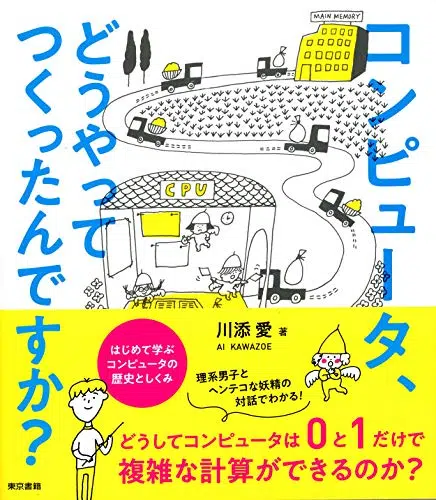 コンピュータ、
どうやって
つくったんですか？
MAIN MEMORY
CPU
川添 愛 著
AI KAWAZOE
はじめて学ぶ
コンピュータの
歴史としくみ
理系男子と
ヘンテコな妖精の
対話でわかる！
どうしてコンピュータは0と1だけで
複雑な計算ができるのか？
東京書籍